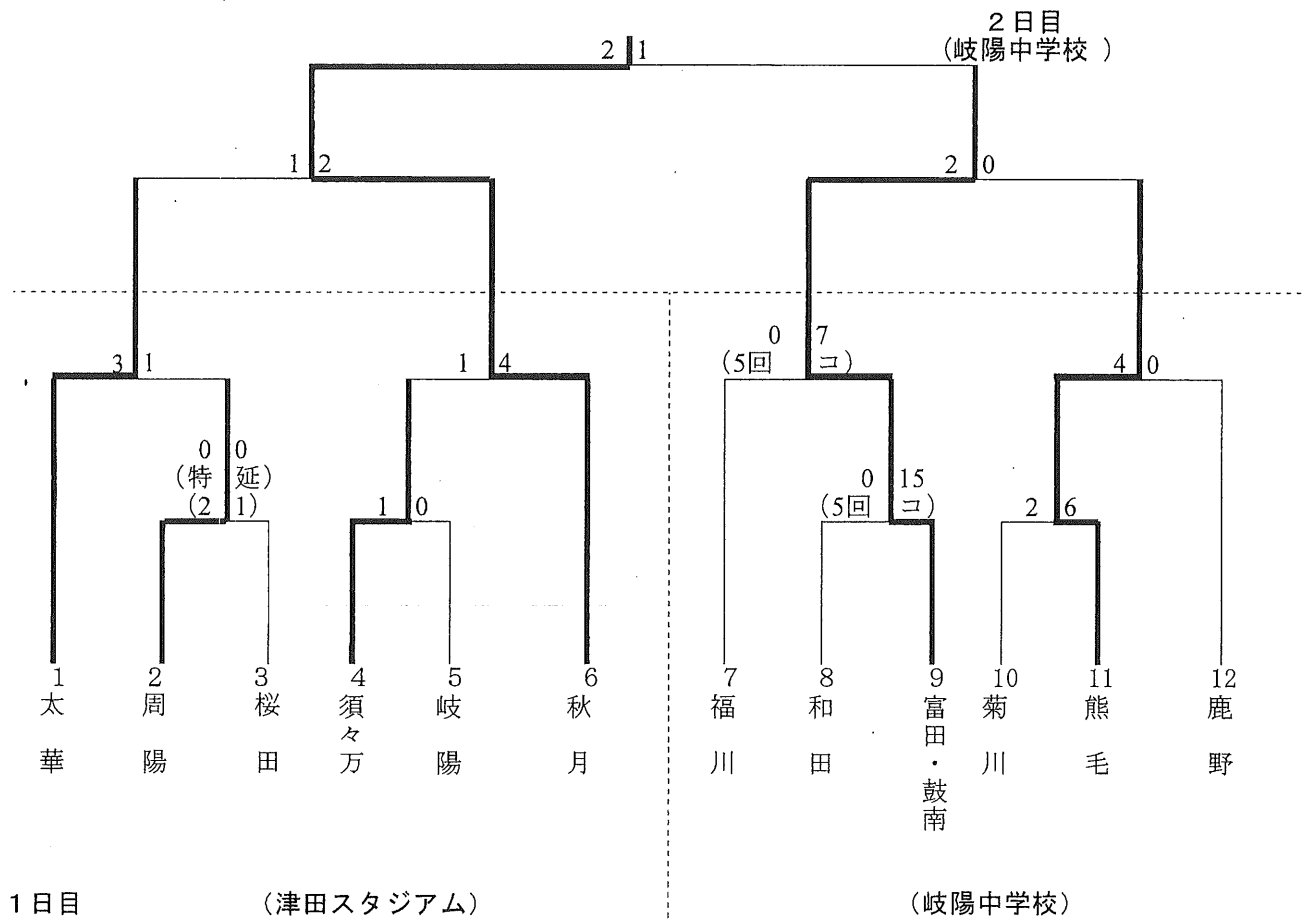 2日目
(岐陽中学校 )
2 1
1 2
2 0
3 1
1 4
0 7
(5回 コ)
4 0
0 0
(特 延)
(2 1)
1 0
0 15
(5回 コ)
2 6
1 太華
2 周陽
3 桜田
4 須々万
5 岐陽
6 秋月
7 福川
8 和田
9 富田・鼓南
10 菊川
11 熊毛
12 鹿野
1日目 (津田スタジアム) (岐陽中学校)